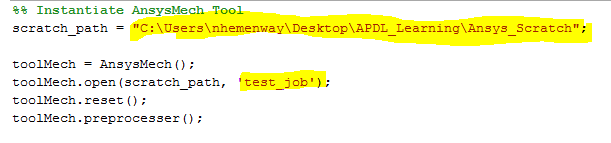 %% Instantiate AnsysMech Tool
scratch_path = "C:\Users\nhemenway\Desktop\APDL_Learning\Ansys_Scratch";
toolMech = AnsysMech();
toolMech.open(scratch_path, 'test_job');
toolMech.reset();
toolMech.preprocesser();